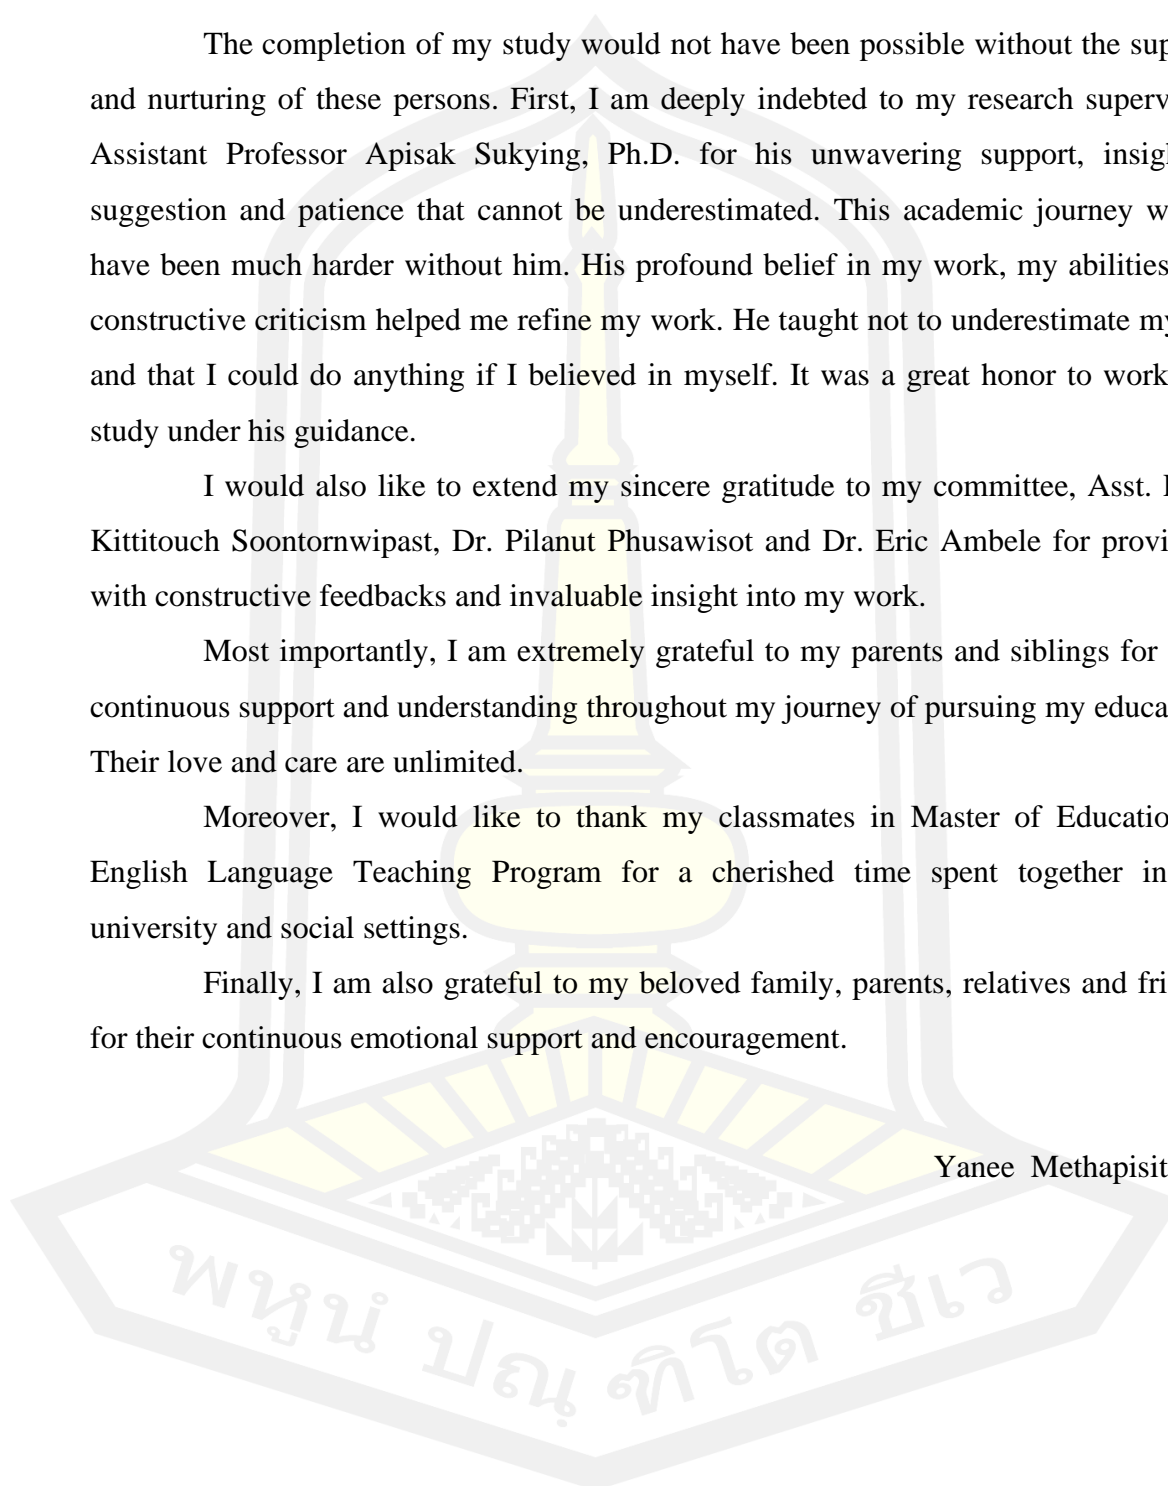 The completion of my study would not have been possible without the sup
and nurturing of these persons. First, I am deeply indebted to my research superv
Assistant Professor Apisak Sukying, Ph.D. for his unwavering support, insigh
suggestion and patience that cannot be underestimated. This academic journey w
have been much harder without him. His profound belief in my work, my abilities
constructive criticism helped me refine my work. He taught not to underestimate my
and that I could do anything if I believed in myself. It was a great honor to work
study under his guidance.
I would also like to extend my sincere gratitude to my committee, Asst.
Kittitouch Soontornwipast, Dr. Pilanut Phusawisot and Dr. Eric Ambele for provi
with constructive feedbacks and invaluable insight into my work.
Most importantly, I am extremely grateful to my parents and siblings for
continuous support and understanding throughout my journey of pursuing my educa
Their love and care are unlimited.
Moreover, I would like to thank my classmates in Master of Educatio
English Language Teaching Program for a cherished time spent together in
university and social settings.
Finally, I am also grateful to my beloved family, parents, relatives and fri
for their continuous emotional support and encouragement.
Yanee Methapisit
พหูนํ ปณฺฑิโต ชีเว